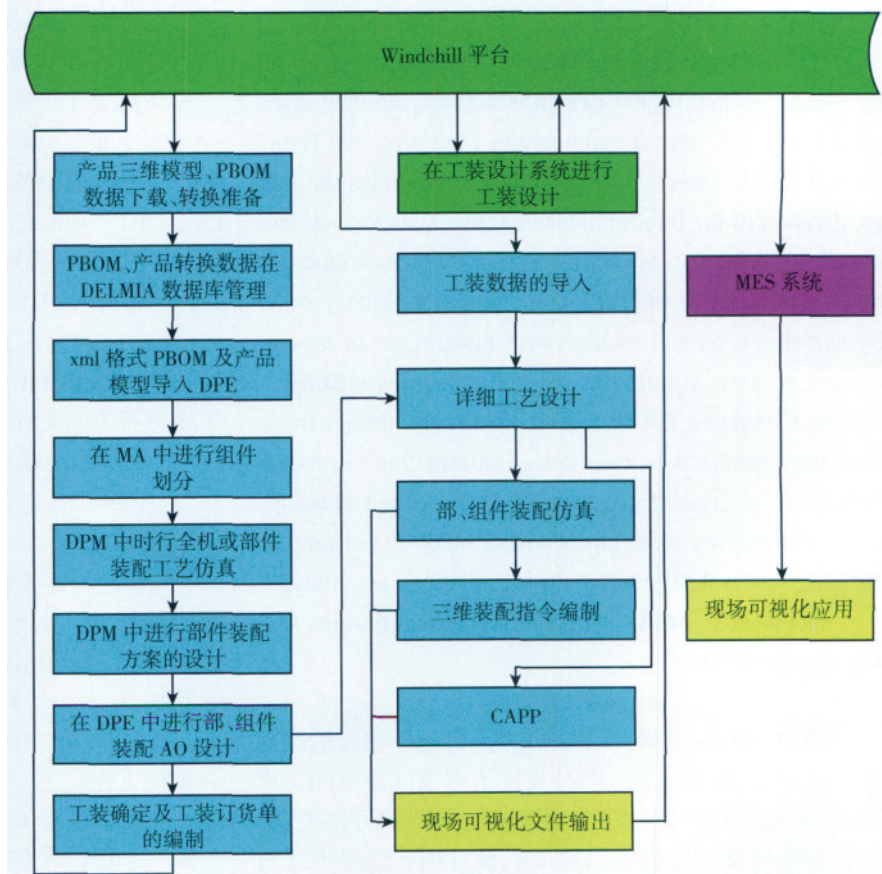 Windchill 平台
产品三维模型、PBOM
数据下载、转换准备
PBOM、产品转换数据在
DELMIA 数据库管理
xml 格式 PBOM 及产品
模型导入 DPE
在 MA 中进行组件
划分
DPM 中时行全机或部件
装配工艺仿真
DPM 中进行部件装配
方案的设计
在 DPE 中进行部、组件
装配 AO 设计
工装确定及工装订货单
的编制
在工装设计系统进行
工装设计
工装数据的导入
详细工艺设计
部、组件装配仿真
三维装配指令编制
CAPP
现场可视化文件输出
MES 系统
现场可视化应用